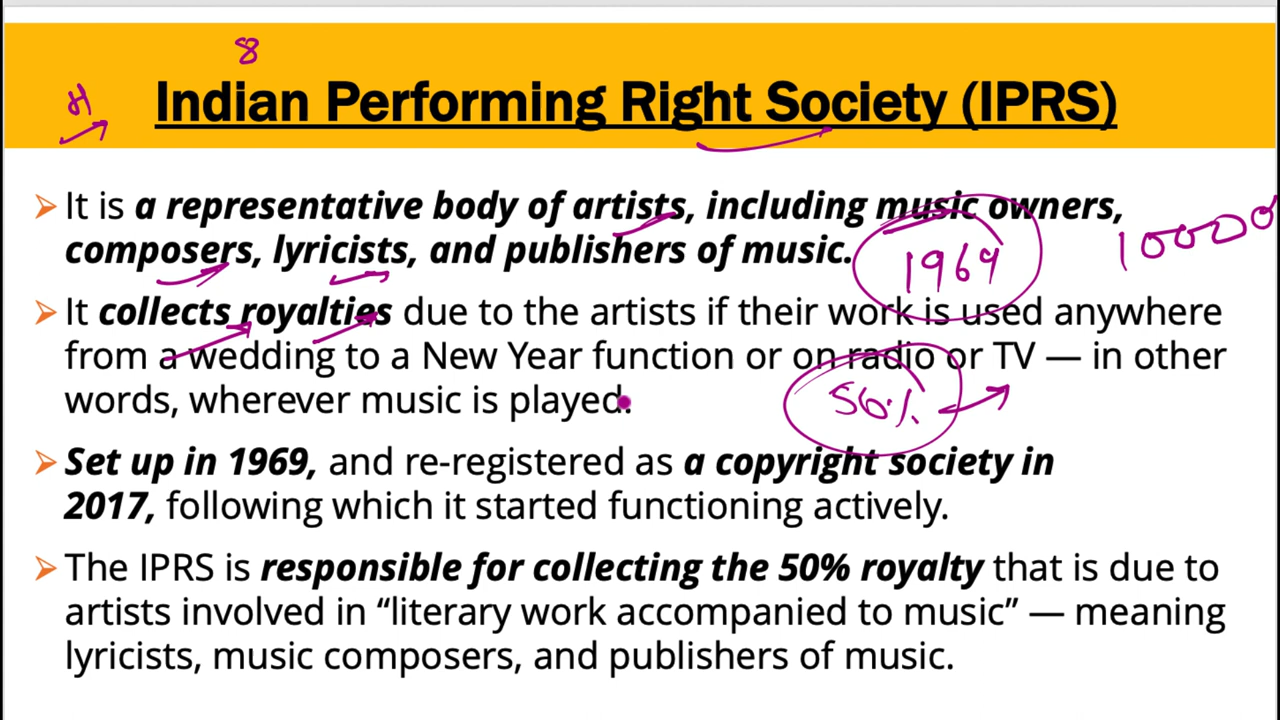 8
Indian Performing Right Society (IPRS)
➢ It is a representative body of artists, including music owners,
composers, lyricists, and publishers of music.
1969
10000
➢ It collects royalties due to the artists if their work is used anywhere
from a wedding to a New Year function or on radio or TV — in other
words, wherever music is played.
50%
➢ Set up in 1969, and re-registered as a copyright society in
2017, following which it started functioning actively.
➢ The IPRS is responsible for collecting the 50% royalty that is due to
artists involved in “literary work accompanied to music” — meaning
lyricists, music composers, and publishers of music.